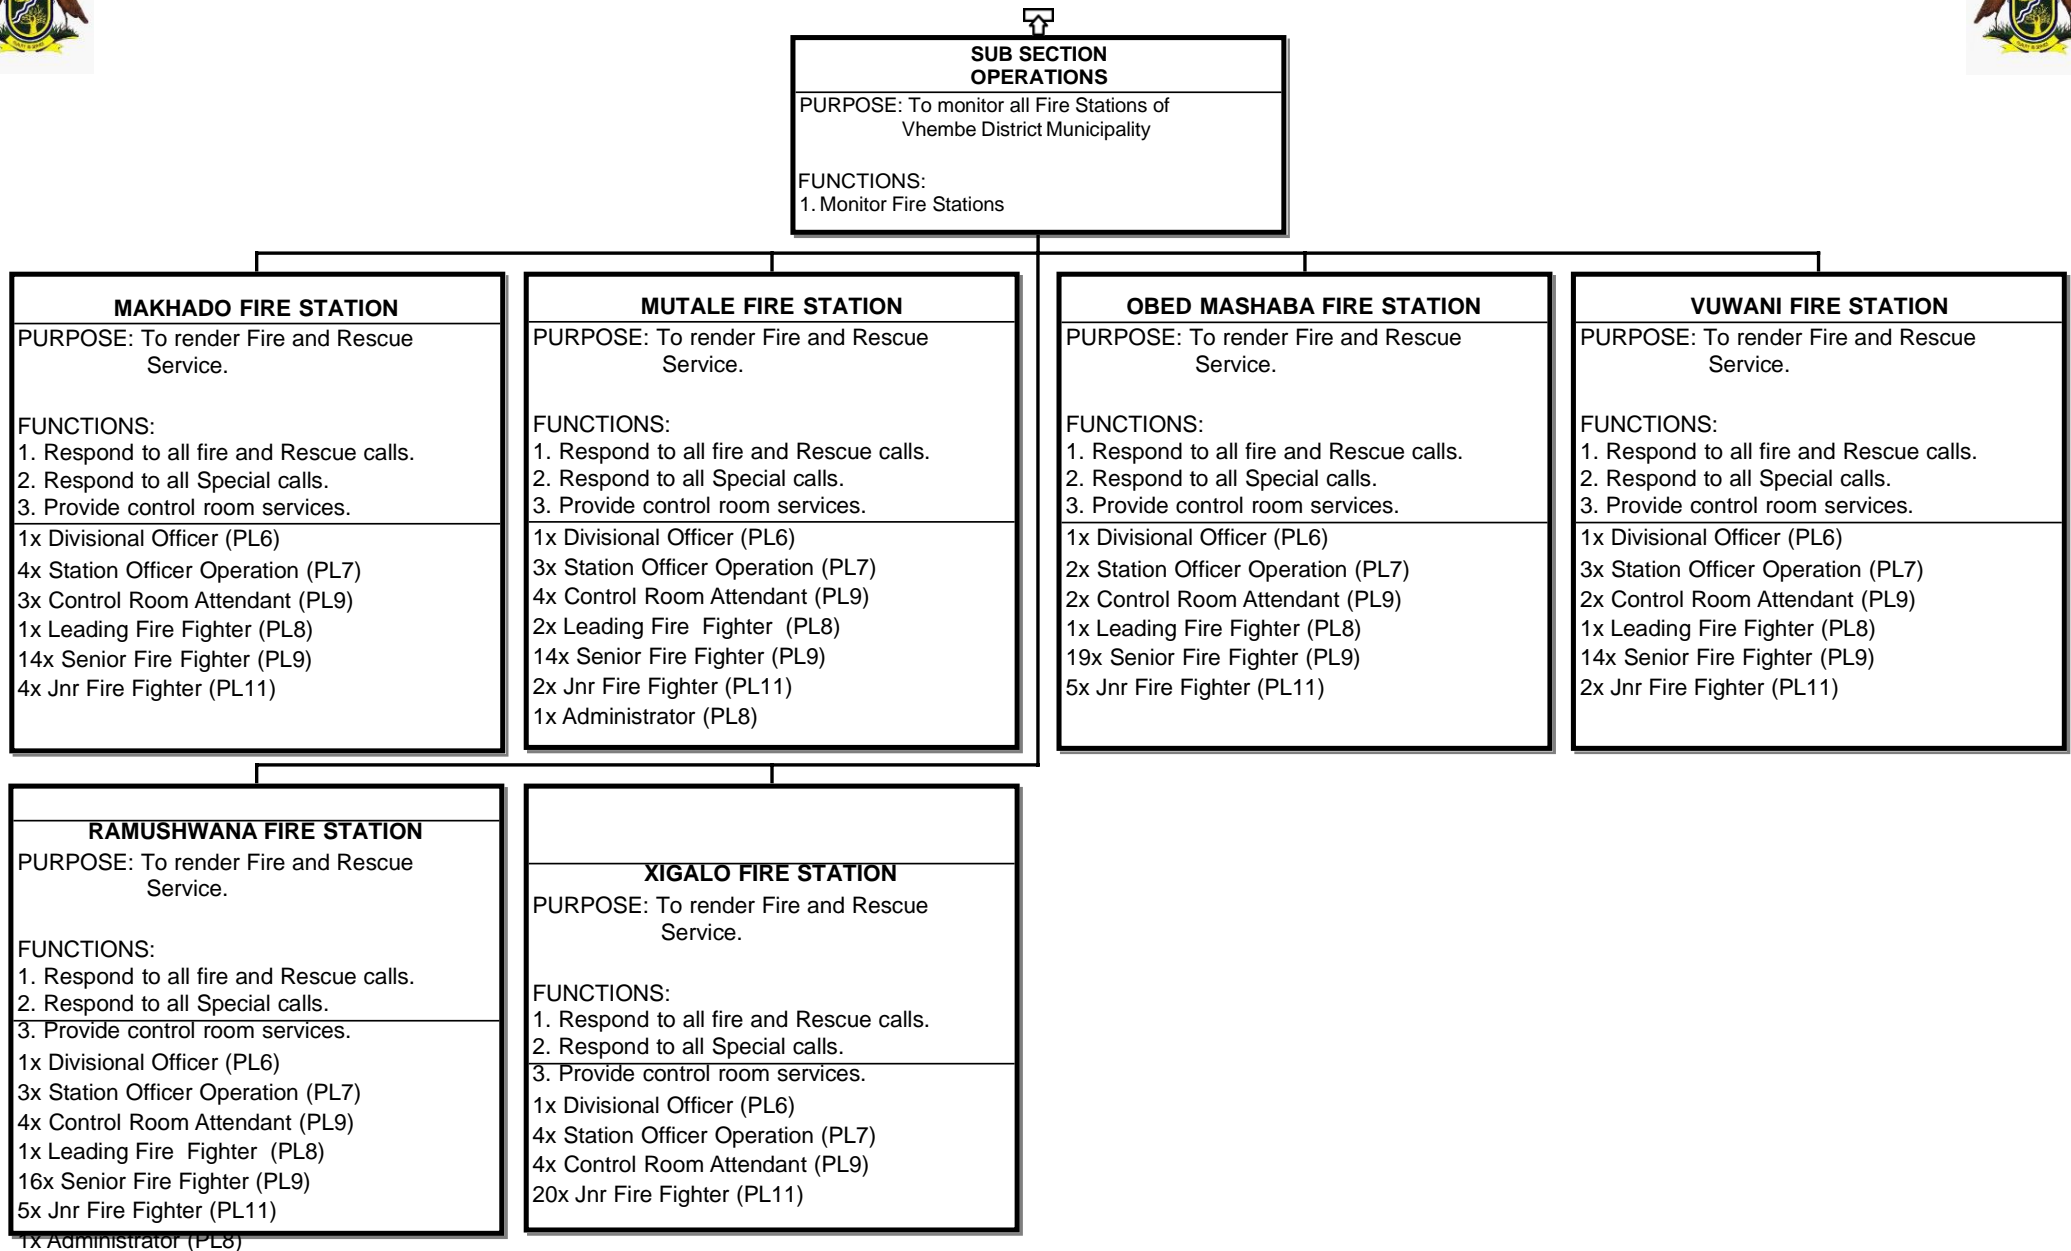 SUB SECTION
OPERATIONS
PURPOSE: To monitor all Fire Stations of
Vhembe District Municipality
FUNCTIONS:
1. Monitor Fire Stations
MAKHADO FIRE STATION
PURPOSE: To render Fire and Rescue
Service.
FUNCTIONS:
1. Respond to all fire and Rescue calls.
2. Respond to all Special calls.
3. Provide control room services.
1x Divisional Officer (PL6)
4x Station Officer Operation (PL7)
3x Control Room Attendant (PL9)
1x Leading Fire Fighter (PL8)
14x Senior Fire Fighter (PL9)
4x Jnr Fire Fighter (PL11)
MUTALE FIRE STATION
PURPOSE: To render Fire and Rescue
Service.
FUNCTIONS:
1. Respond to all fire and Rescue calls.
2. Respond to all Special calls.
3. Provide control room services.
1x Divisional Officer (PL6)
3x Station Officer Operation (PL7)
4x Control Room Attendant (PL9)
2x Leading Fire Fighter (PL8)
14x Senior Fire Fighter (PL9)
2x Jnr Fire Fighter (PL11)
1x Administrator (PL8)
OBED MASHABA FIRE STATION
PURPOSE: To render Fire and Rescue
Service.
FUNCTIONS:
1. Respond to all fire and Rescue calls.
2. Respond to all Special calls.
3. Provide control room services.
1x Divisional Officer (PL6)
2x Station Officer Operation (PL7)
2x Control Room Attendant (PL9)
1x Leading Fire Fighter (PL8)
19x Senior Fire Fighter (PL9)
5x Jnr Fire Fighter (PL11)
VUWANI FIRE STATION
PURPOSE: To render Fire and Rescue
Service.
FUNCTIONS:
1. Respond to all fire and Rescue calls.
2. Respond to all Special calls.
3. Provide control room services.
1x Divisional Officer (PL6)
3x Station Officer Operation (PL7)
2x Control Room Attendant (PL9)
1x Leading Fire Fighter (PL8)
14x Senior Fire Fighter (PL9)
2x Jnr Fire Fighter (PL11)
RAMUSHWANA FIRE STATION
PURPOSE: To render Fire and Rescue
Service.
FUNCTIONS:
1. Respond to all fire and Rescue calls.
2. Respond to all Special calls.
3. Provide control room services.
1x Divisional Officer (PL6)
3x Station Officer Operation (PL7)
4x Control Room Attendant (PL9)
1x Leading Fire Fighter (PL8)
16x Senior Fire Fighter (PL9)
5x Jnr Fire Fighter (PL11)
1x Administrator (PL8)
XIGALO FIRE STATION
PURPOSE: To render Fire and Rescue
Service.
FUNCTIONS:
1. Respond to all fire and Rescue calls.
2. Respond to all Special calls.
3. Provide control room services.
1x Divisional Officer (PL6)
4x Station Officer Operation (PL7)
4x Control Room Attendant (PL9)
20x Jnr Fire Fighter (PL11)